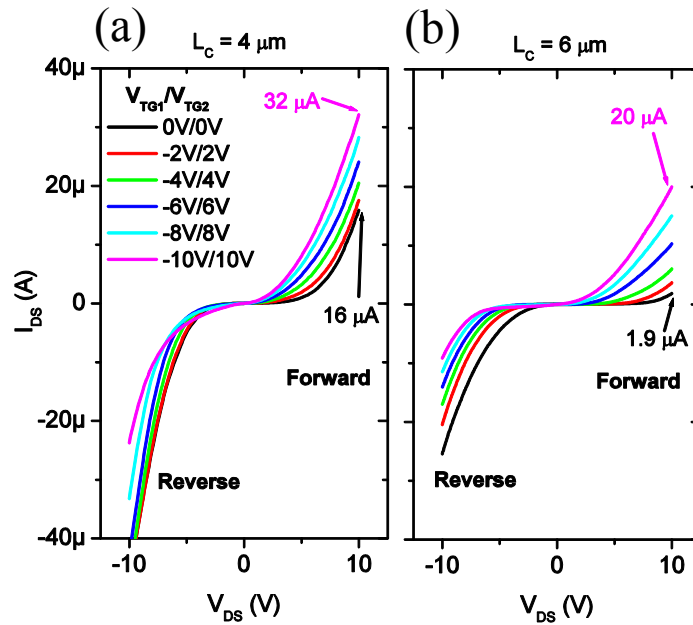 (a)
L_C = 4 μm
40μ
20μ
0
-20μ
-40μ
I_DS (A)
V_TG1/V_TG2
0V/0V
-2V/2V
-4V/4V
-6V/6V
-8V/8V
-10V/10V
32 μA
16 μA
Forward
Reverse
-10
0
10
V_DS (V)
(b)
L_C = 6 μm
20 μA
1.9 μA
Forward
Reverse
-10
0
10
V_DS (V)